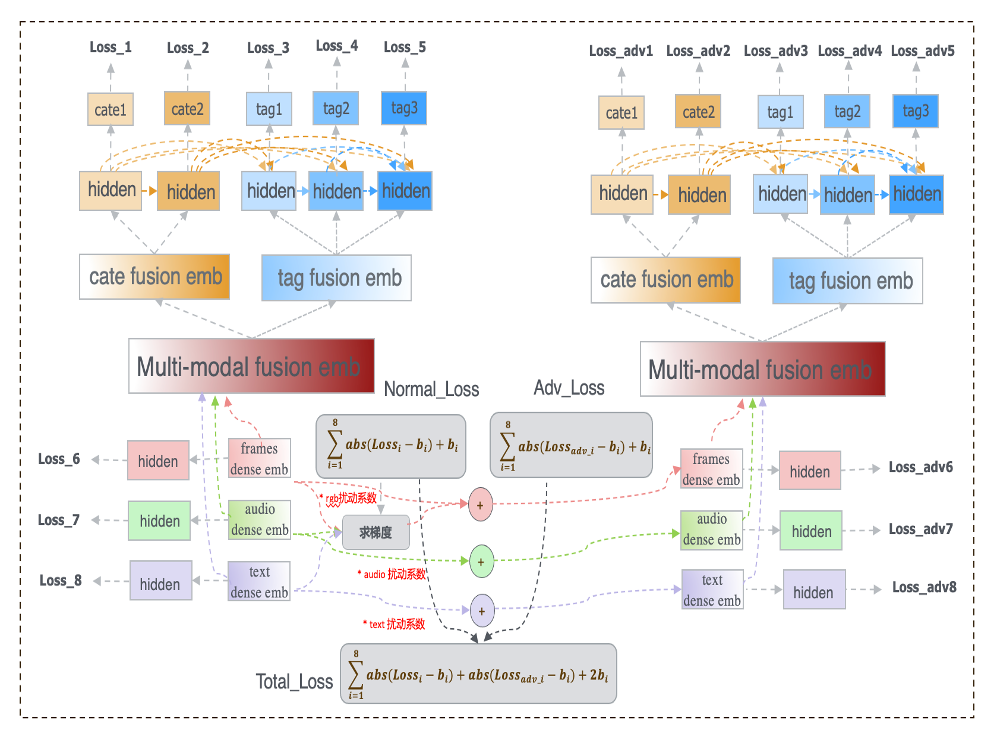 Loss_1 Loss_2 Loss_3 Loss_4 Loss_5
cate1 cate2 tag1 tag2 tag3
hidden hidden hidden hidden hidden
cate fusion emb tag fusion emb
Multi-modal fusion emb
Loss_adv1 Loss_adv2 Loss_adv3 Loss_adv4 Loss_adv5
cate1 cate2 tag1 tag2 tag3
hidden hidden hidden hidden hidden
cate fusion emb tag fusion emb
Multi-modal fusion emb
Normal_Loss
\sum_{i=1}^{8} abs(Loss_i - b_i) + b_i
Adv_Loss
\sum_{i=1}^{8} abs(Loss_{adv\_i} - b_i) + b_i
Loss_6 hidden
frames
dense emb
Loss_7 hidden
audio
dense emb
Loss_8 hidden
text
dense emb
* rgb扰动系数
求梯度
* audio 扰动系数
* text 扰动系数
+
+
+
frames
dense emb
hidden Loss_adv6
audio
dense emb
hidden Loss_adv7
text
dense emb
hidden Loss_adv8
Total_Loss
\sum_{i=1}^{8} abs(Loss_i - b_i) + abs(Loss_{adv\_i} - b_i) + 2b_i